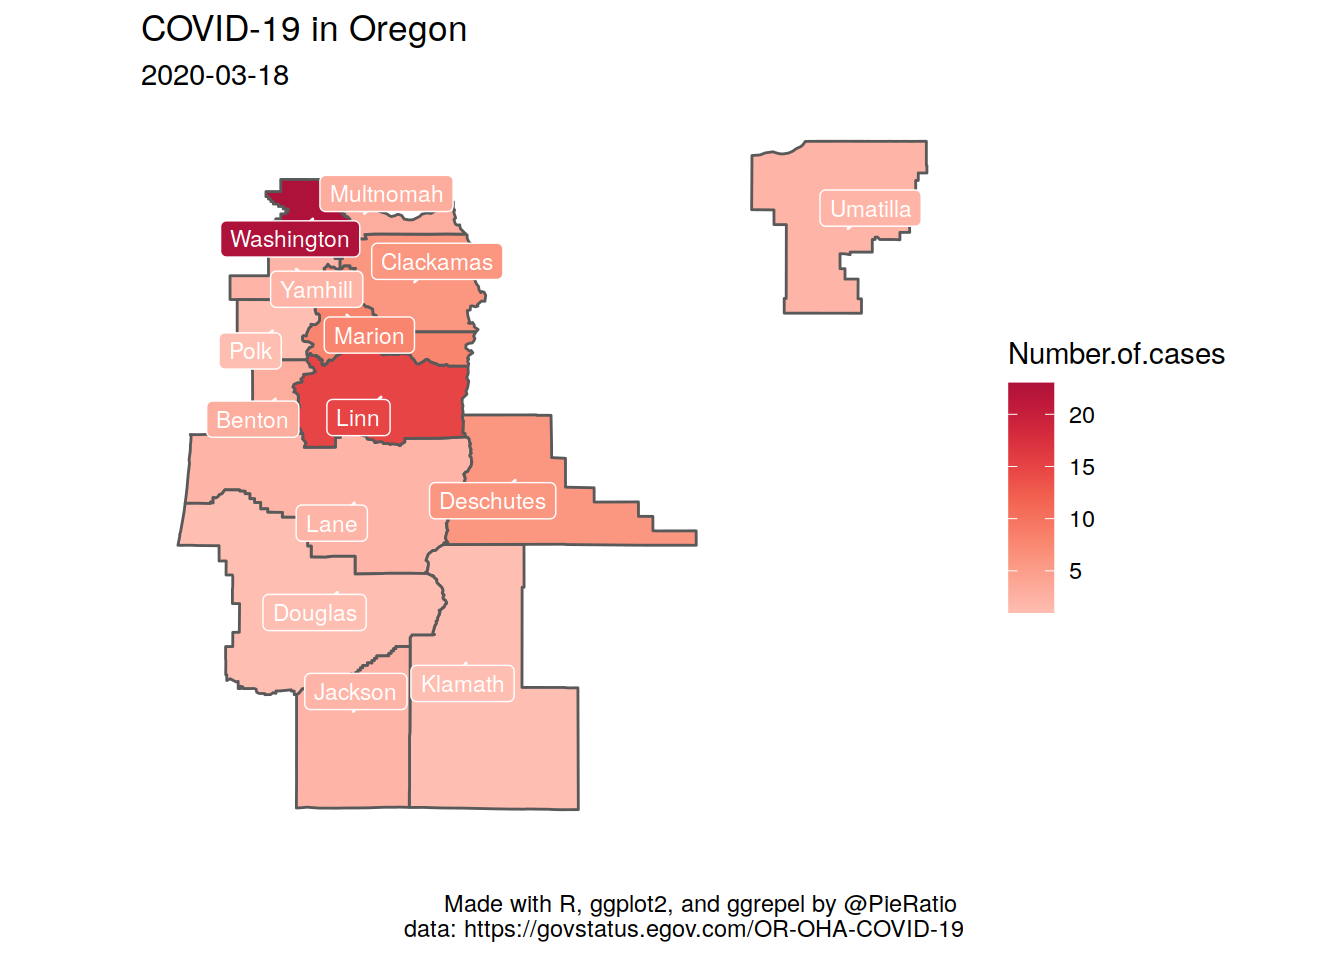 COVID-19 in Oregon
2020-03-18
Multnomah
Umatilla
Washington
Clackamas
Yamhill
Marion
Polk
Number.of.cases
Benton
Linn
20
15
Deschutes
10
Lane
5
Douglas
Jackson
Klamath
Made with R, ggplot2, and ggrepel by @PieRatio
data: https://govstatus.egov.com/OR-OHA-COVID-19